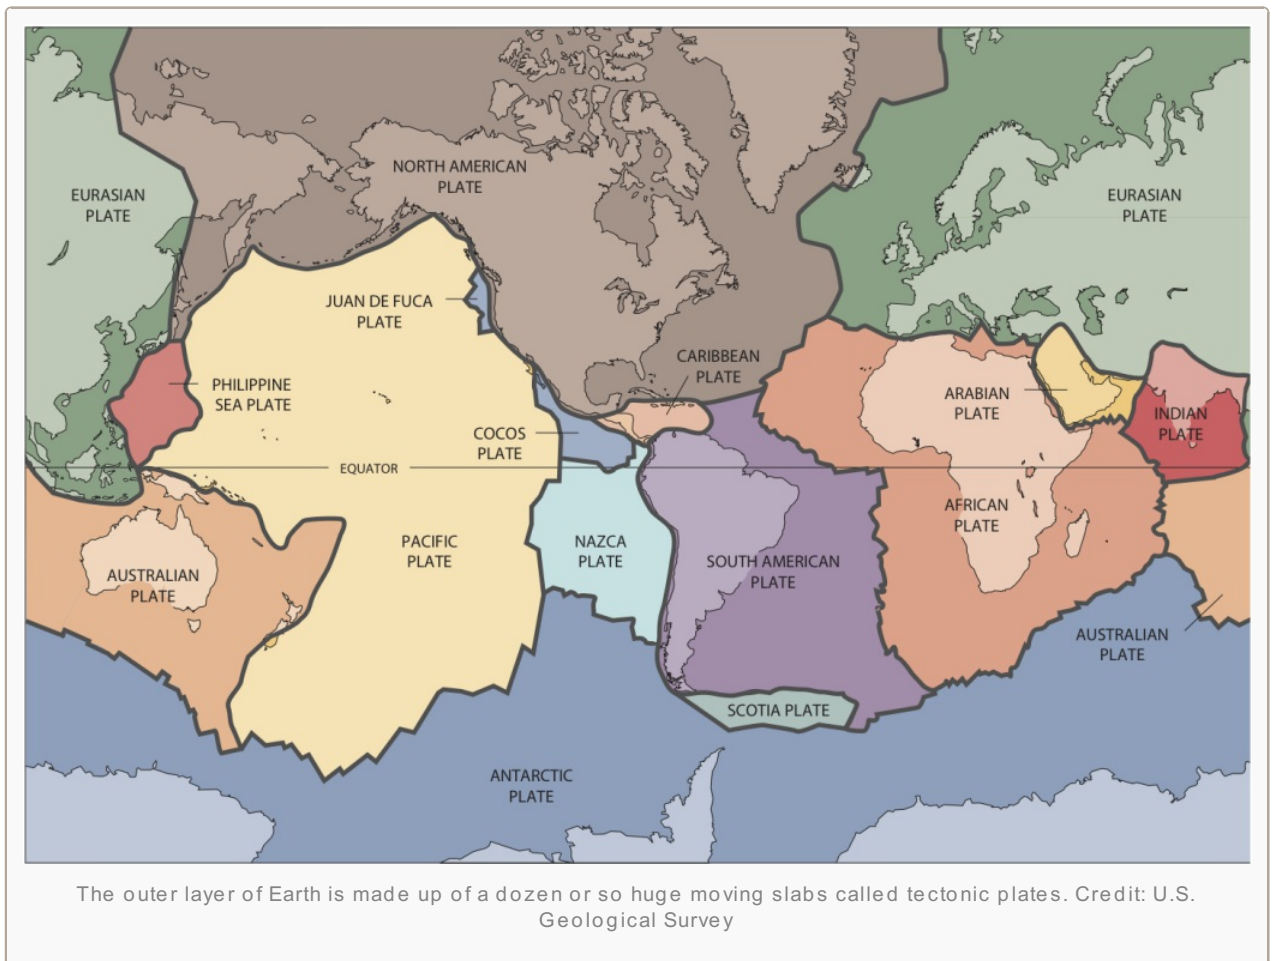 NORTH AMERICAN
PLATE
EURASIAN
PLATE
EURASIAN
PLATE
JUAN DE FUCA
PLATE
CARIBBEAN
PLATE
PHILIPPINE
SEA PLATE
ARABIAN
PLATE
INDIAN
PLATE
COCOS
PLATE
EQUATOR
AFRICAN
PLATE
PACIFIC
PLATE
NAZCA
PLATE
SOUTH AMERICAN
PLATE
AUSTRALIAN
PLATE
AUSTRALIAN
PLATE
SCOTIA PLATE
ANTARCTIC
PLATE
The outer layer of Earth is made up of a dozen or so huge moving slabs called tectonic plates. Credit: U.S.
Geological Survey